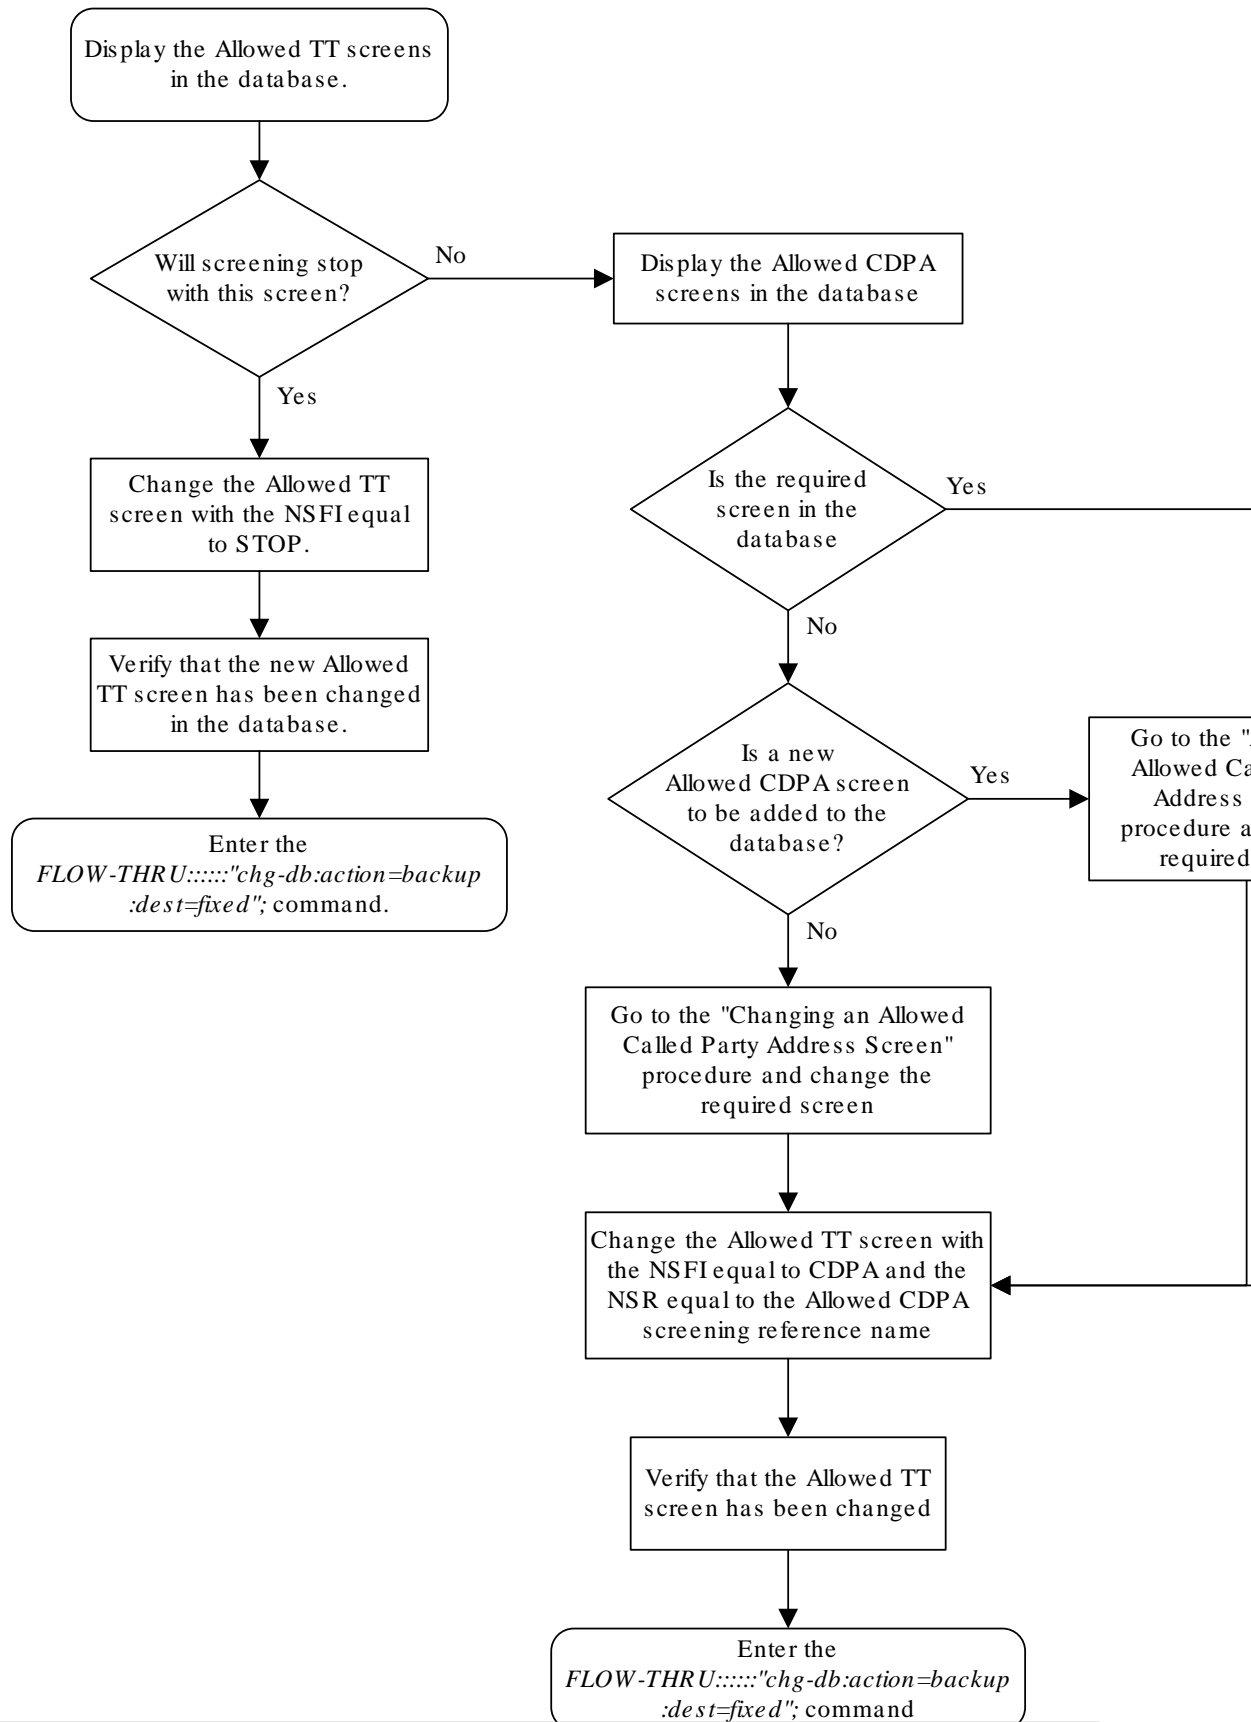 Display the Allowed TT screens
in the database.
Will screening stop
with this screen?
No
Yes
Change the Allowed TT
screen with the NSFI equal
to STOP.
Verify that the new Allowed
TT screen has been changed
in the database.
Enter the
FLOW-THRU::::::"chg-db:action=backup
:dest=fixed"; command.
Display the Allowed CDPA
screens in the database
Is the required
screen in the
database
Yes
No
Is a new
Allowed CDPA screen
to be added to the
database?
Yes
No
Go to the "
Allowed
Address
procedure
required
Go to the "Changing an Allowed
Called Party Address Screen"
procedure and change the
required screen
Change the Allowed TT screen with
the NSFI equal to CDPA and the
NSR equal to the Allowed CDPA
screening reference name
Verify that the Allowed TT
screen has been changed
Enter the
FLOW-THRU::::::"chg-db:action=backup
:dest=fixed"; command